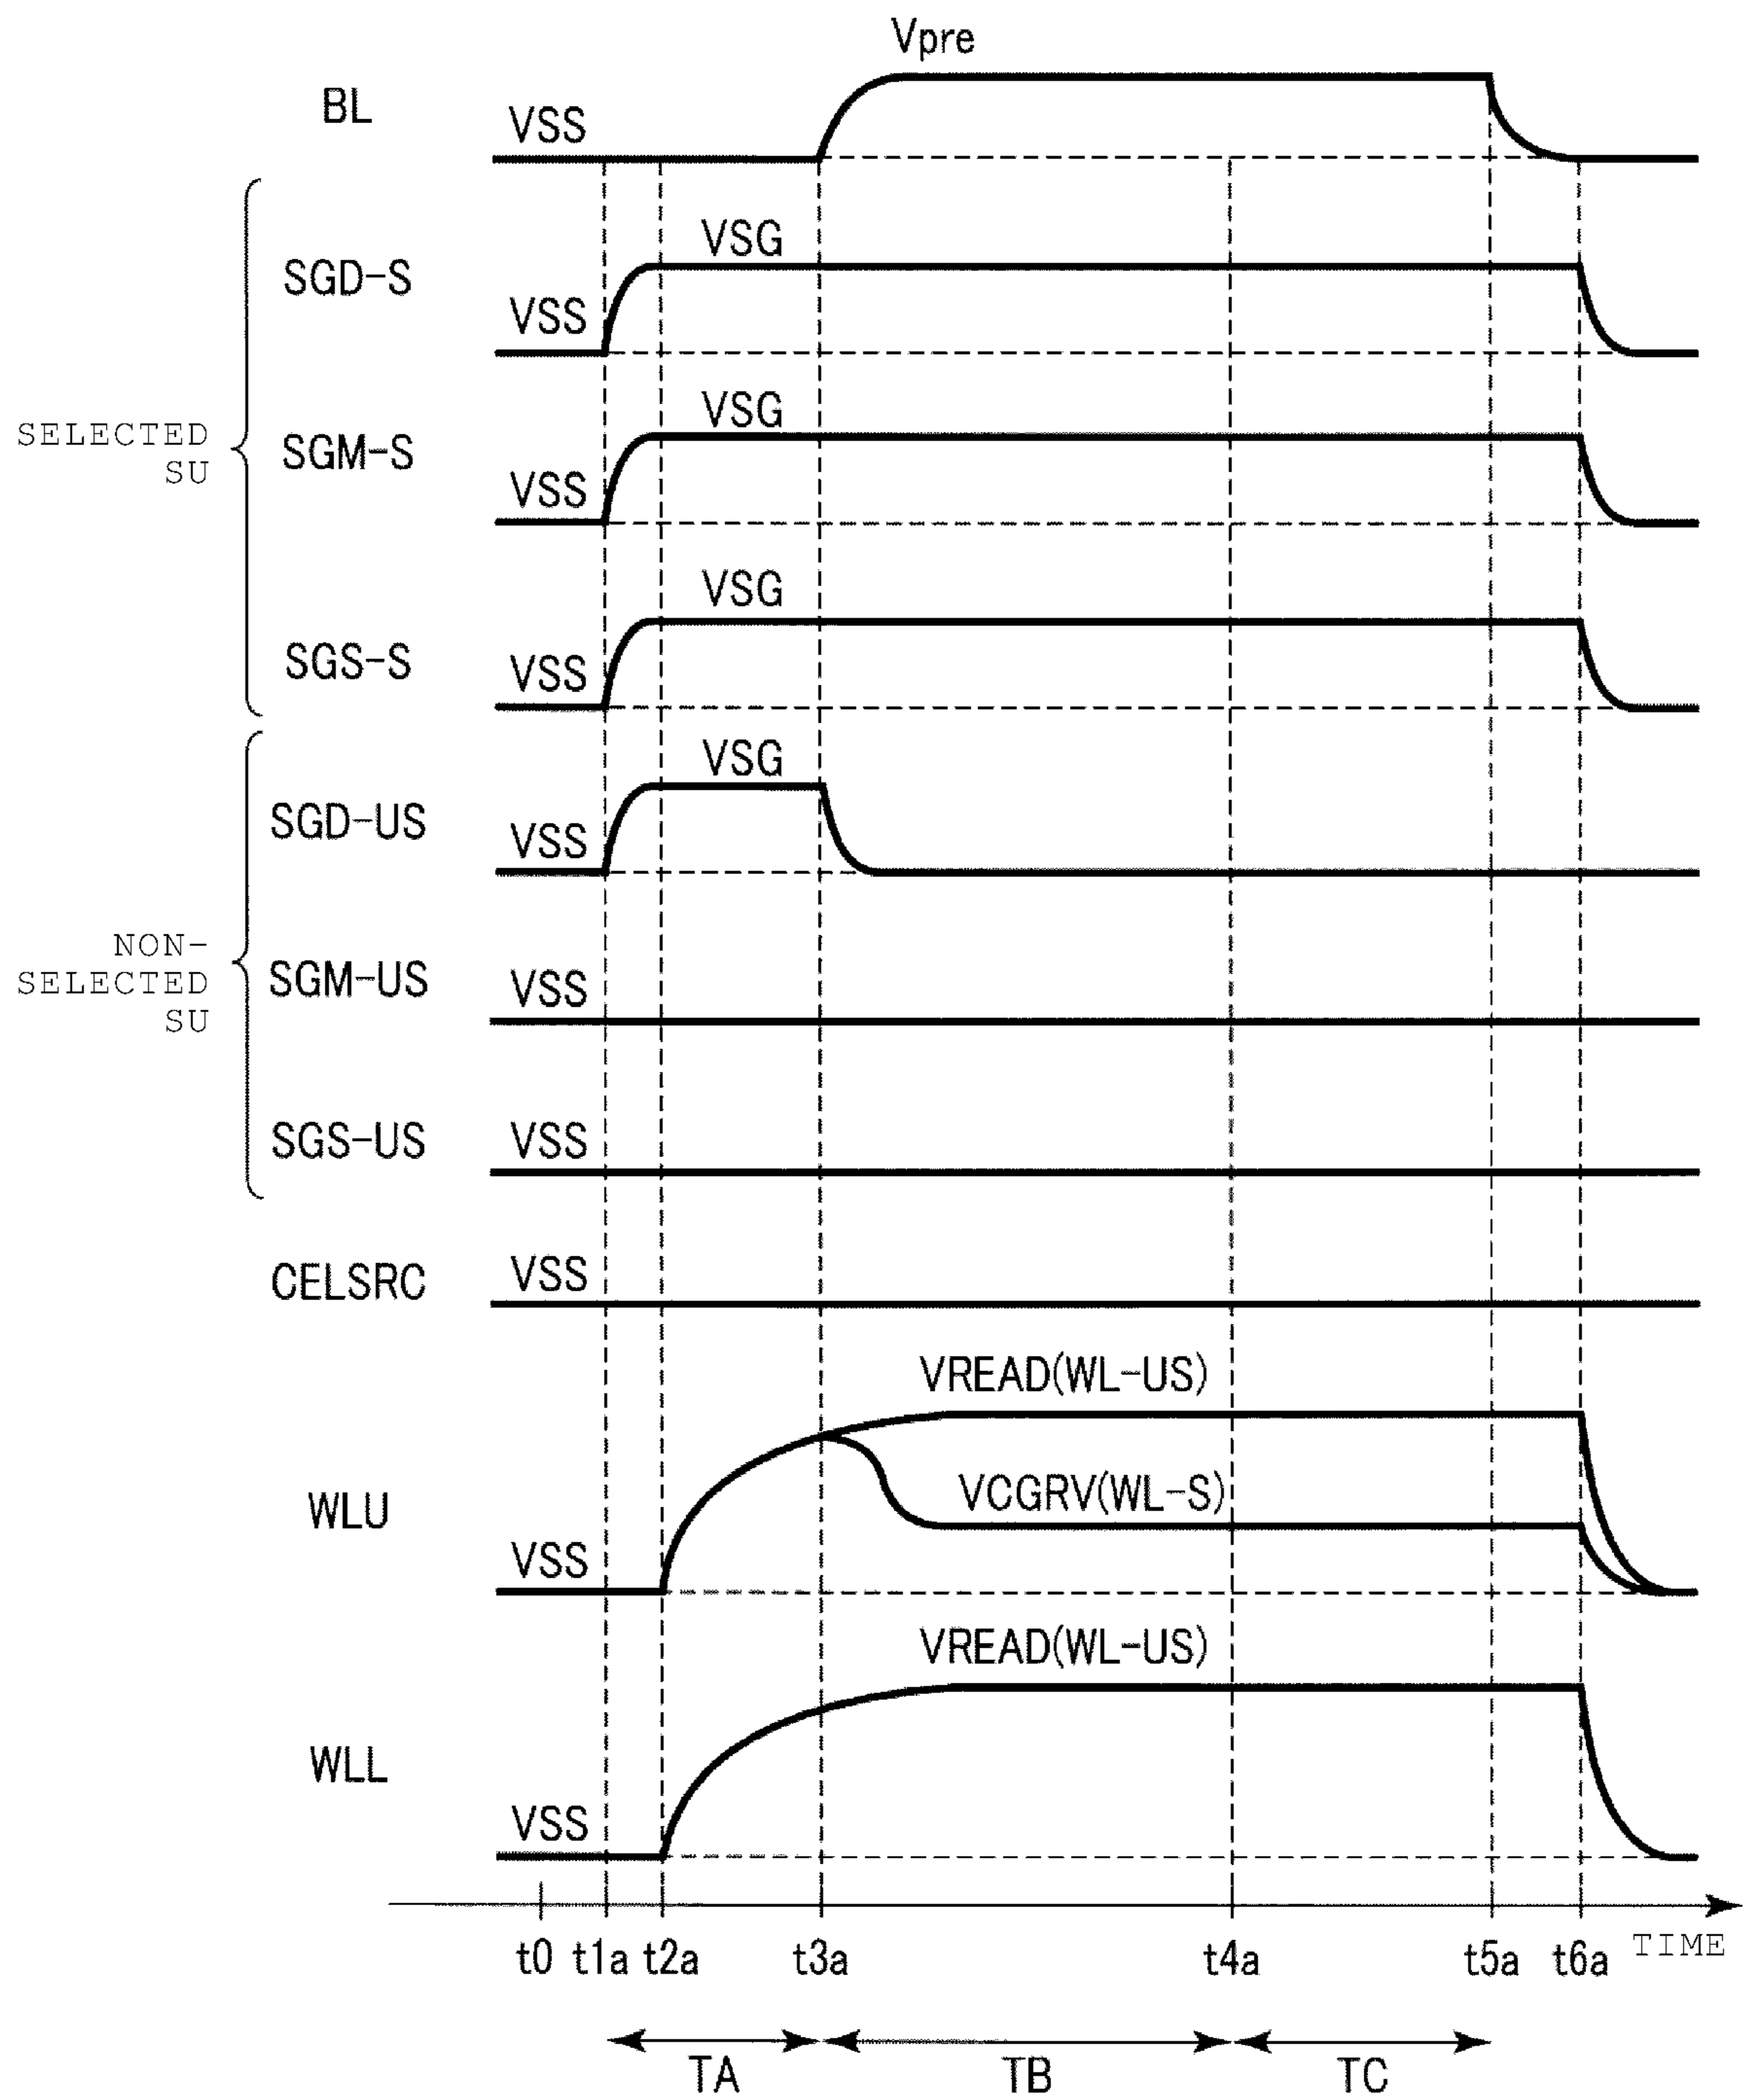 Vpre
BL
VSS
VSG
SGD-S
VSS
VSG
SELECTED
SU
SGM-S
VSS
VSG
SGS-S
VSS
VSG
SGD-US
VSS
NON-
SELECTED
SU
SGM-US
VSS
SGS-US
VSS
CELSRC
VSS
VREAD(WL-US)
VCGRV(WL-S)
WLU
VSS
VREAD(WL-US)
WLL
VSS
t0 t1a t2a t3a t4a t5a t6a TIME
TA TB TC